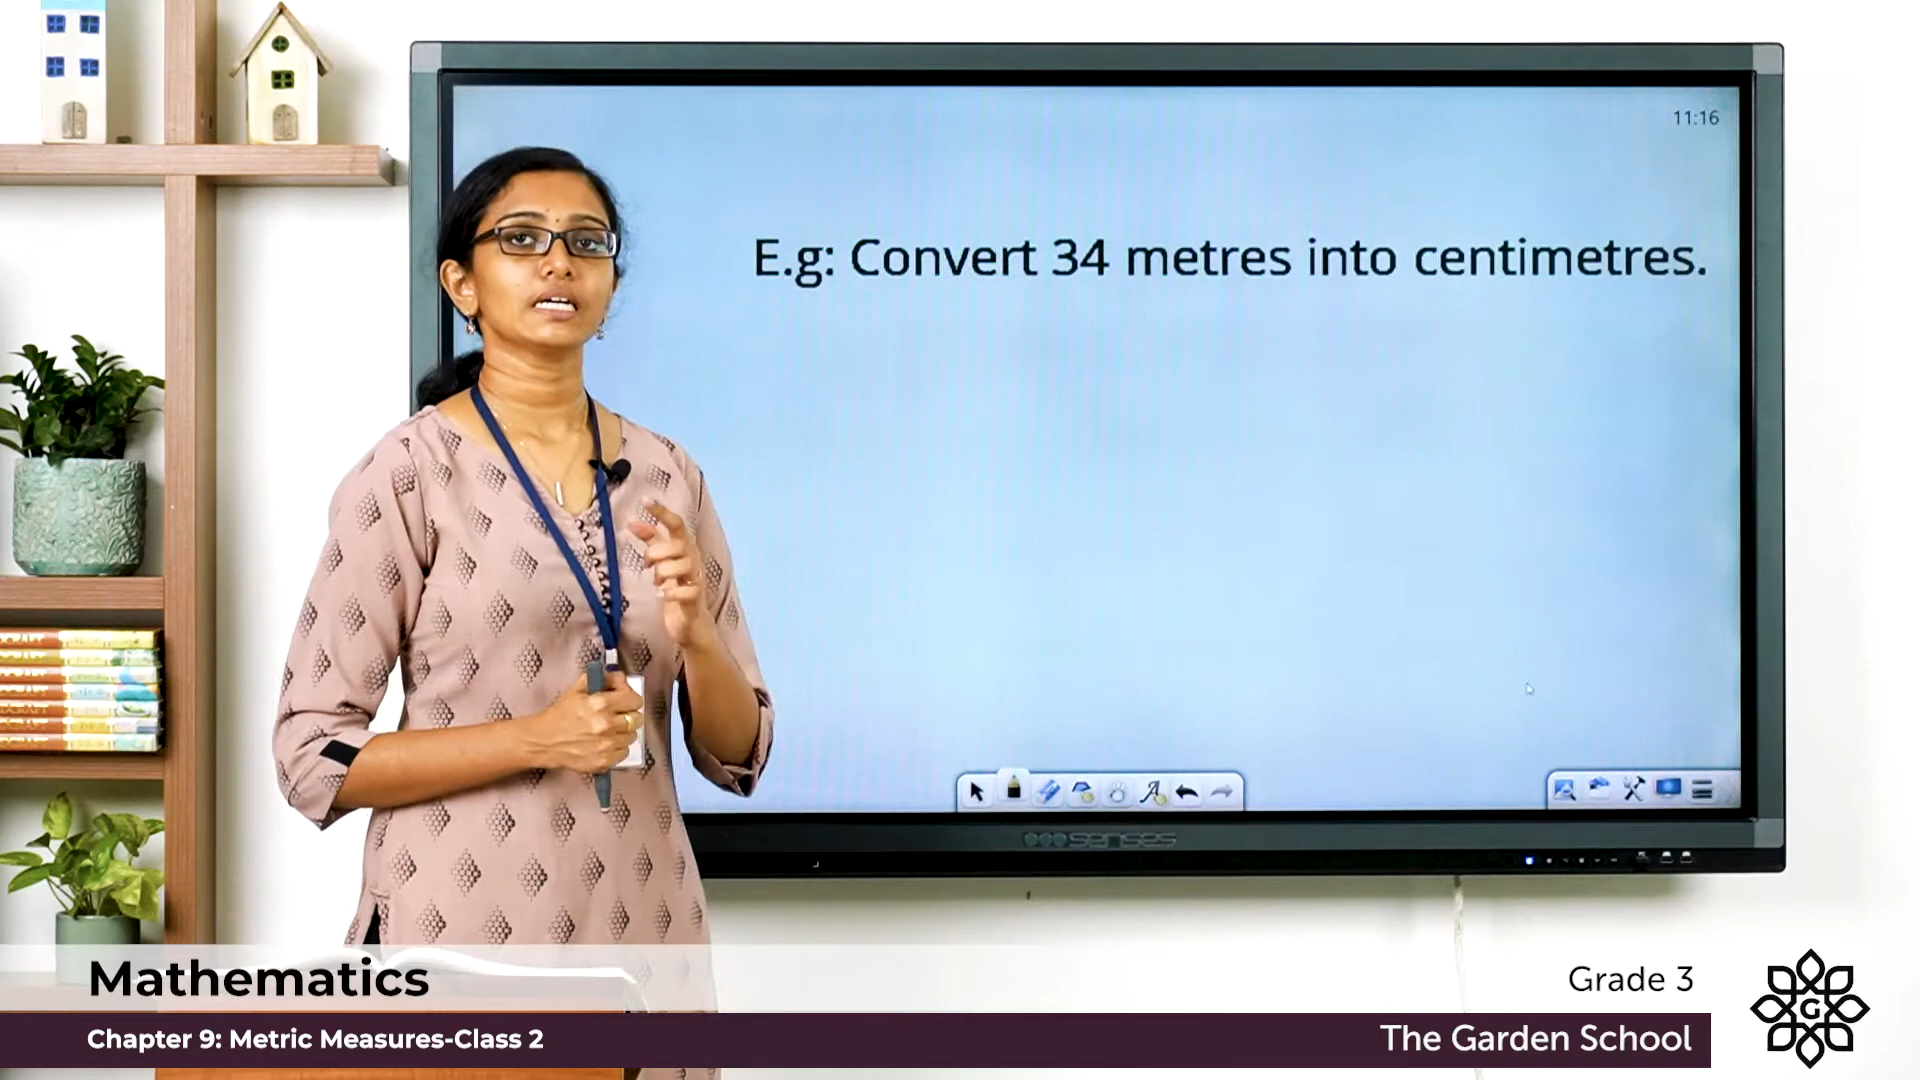 11:16
E.g: Convert 34 metres into centimetres.
senses
Mathematics
Grade 3
Chapter 9: Metric Measures-Class 2
The Garden School
G